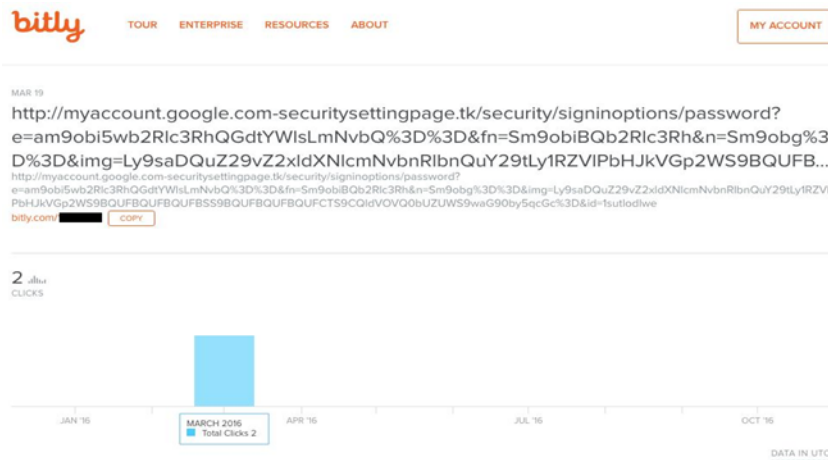 bitly
TOUR ENTERPRISE RESOURCES ABOUT
MY ACCOUNT
MAR 19
http://myaccount.google.com-securitysettingpage.tk/security/signinoptions/password?
e=am9obi5wb2Rlc3RhQGdtYWlsLmNvbQ%3D%3D&fn=Sm9obiBQb2Rlc3Rh&n=Sm9obg%3
D%3D&img=Ly9saDQuZ29vZ2xldXNlcmNvbnRlbnQuY29tLy1RZVlPbHJkVGp2WS9BQUFB...
http://myaccount.google.com-securitysettingpage.tk/security/signinoptions/password?
e=am9obi5wb2Rlc3RhQGdtYWlsLmNvbQ%3D%3D&fn=Sm9obiBQb2Rlc3Rh&n=Sm9obg%3D%3D&img=Ly9saDQuZ29vZ2xldXNlcmNvbnRlbnQuY29tLy1RZVl
PbHJkVGp2WS9BQUFBQUFBQUFBSS9BQUFBQUFBQUFCTS9CQldVOVQ0bUZUWS9waG90by5qcGc%3D&id=1sutlodlwe
bitly.com/ COPY
2
CLICKS
JAN '16 APR '16 JUL '16 OCT '16
MARCH 2016
Total Clicks 2
DATA IN UTC